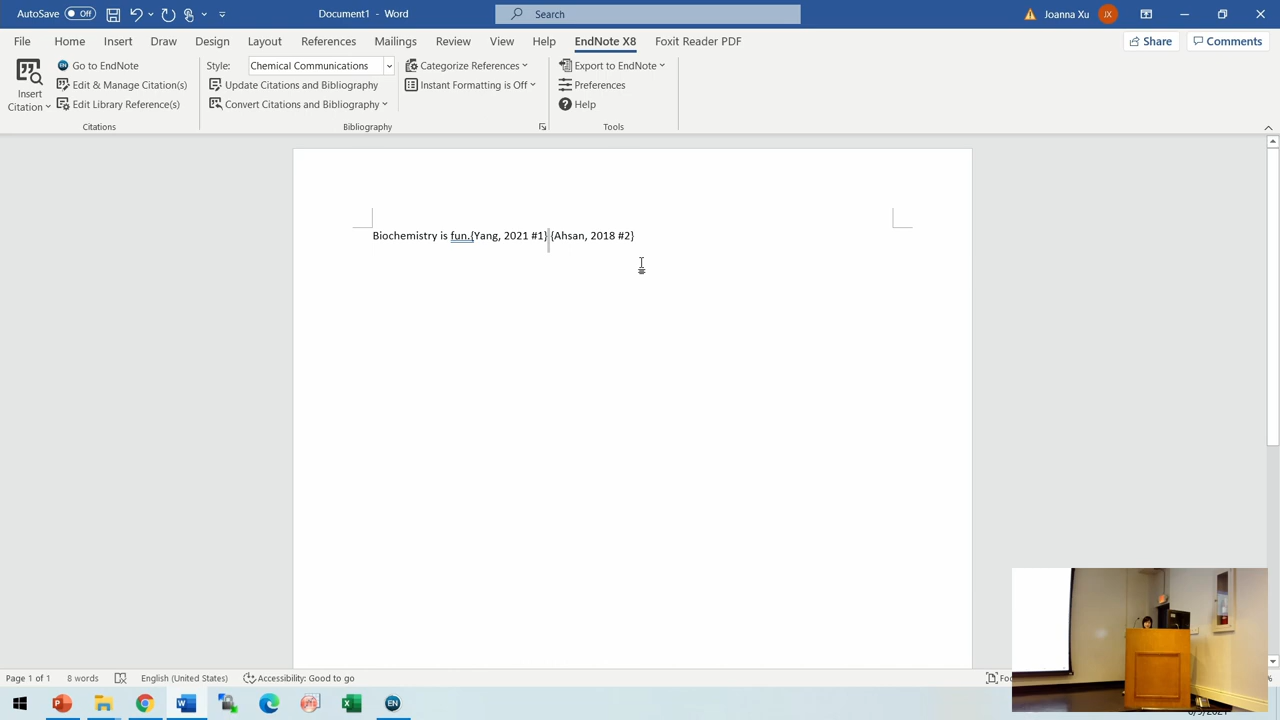 AutoSave Off Document1 - Word Search Joanna Xu JX
File Home Insert Draw Design Layout References Mailings Review View Help EndNote X8 Foxit Reader PDF Share Comments
Insert Citation
Go to EndNote
Edit & Manage Citation(s)
Edit Library Reference(s)
Citations
Style: Chemical Communications
Update Citations and Bibliography
Convert Citations and Bibliography
Categorize References
Instant Formatting is Off
Bibliography
Export to EndNote
Preferences
Help
Tools
Biochemistry is fun.{Yang, 2021 #1} {Ahsan, 2018 #2}
Page 1 of 1 8 words English (United States) Accessibility: Good to go